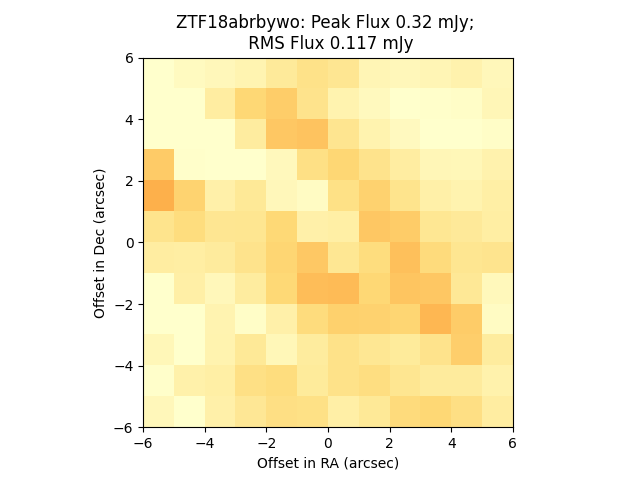 ZTF18abrbywo: Peak Flux 0.32 mJy;
RMS Flux 0.117 mJy
6
4
2
0
−2
−4
−6
Offset in Dec (arcsec)
−6 −4 −2 0 2 4 6
Offset in RA (arcsec)